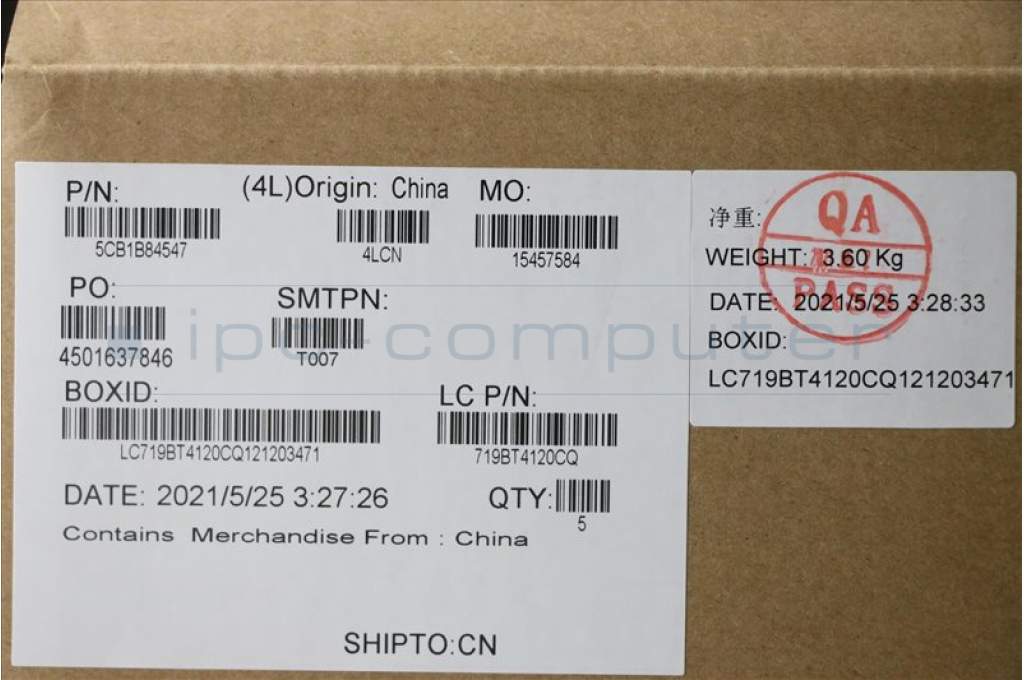 P/N: (4L)Origin: China MO:
5CB1B84547 4LCN 15457584
PO: SMTPN:
4501637846 T007
BOXID: LC P/N:
LC719BT4120CQ121203471 719BT4120CQ
DATE: 2021/5/25 3:27:26 QTY:
5
Contains Merchandise From : China
SHIPTO:CN
净重:
WEIGHT: 3.60 Kg
DATE: 2021/5/25 3:28:33
BOXID:
LC719BT4120CQ121203471
QA
PASS
ipc-computer